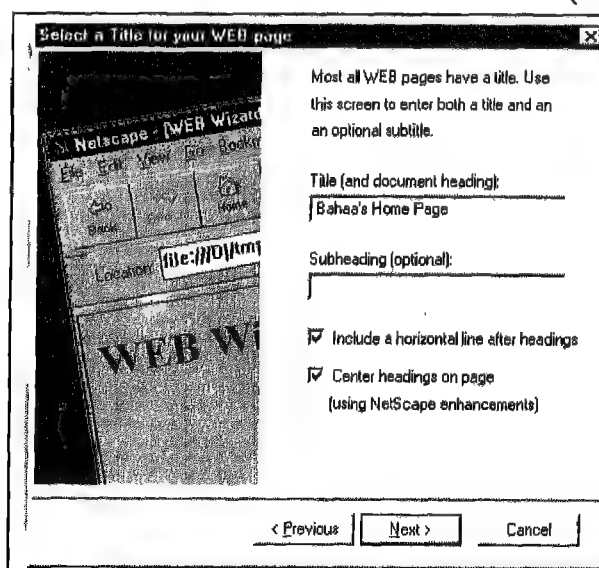 Select a Title for your WEB page
Most all WEB pages have a title. Use
this screen to enter both a title and an
an optional subtitle.
Title (and document heading):
Bahaa's Home Page
Subheading (optional):
Include a horizontal line after headings
Center headings on page
(using NetScape enhancements)
Netscape - [WEB Wizard
File Edit View Go Bookm
Back
Home
Location: file:///D|/tmp
WEB Wi
< Previous
Next >
Cancel